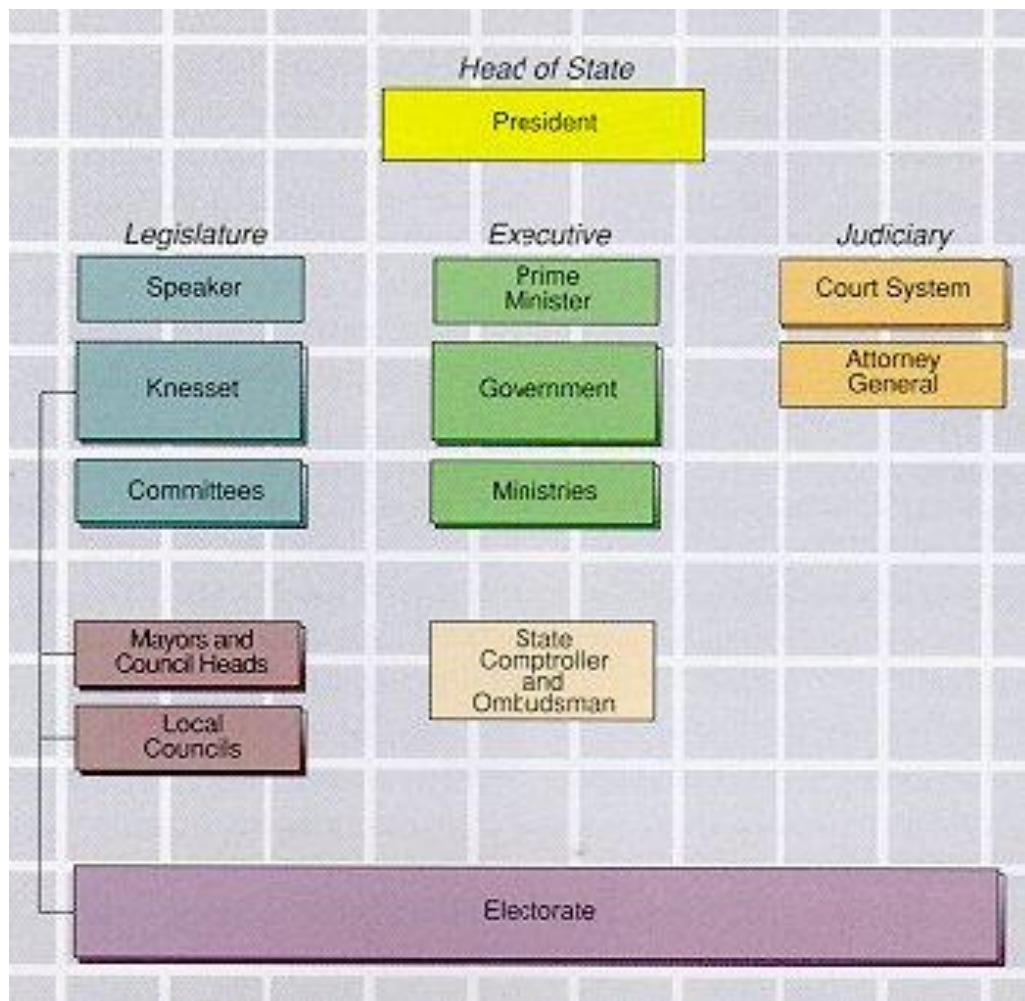 Head of State
President
Legislature
Executive
Judiciary
Speaker
Prime
Minister
Court System
Knesset
Government
Attorney
General
Committees
Ministries
Mayors and
Council Heads
State
Comptroller
and
Ombudsman
Local
Councils
Electorate